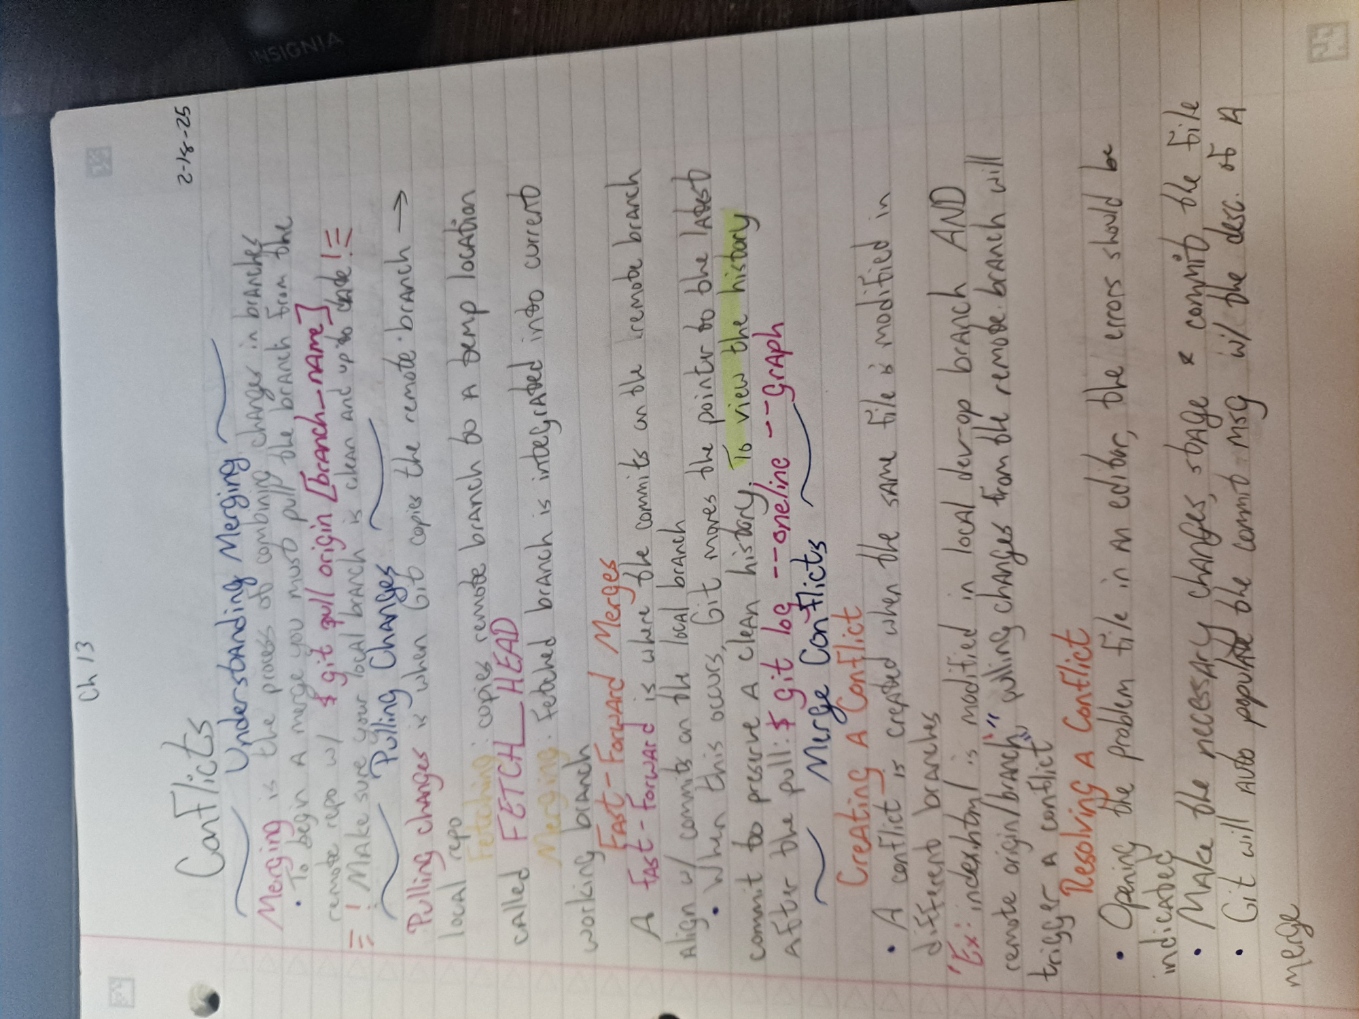 Ch 13
2-18-25
Conflicts
Understanding Merging
Merging is the process of combining changes in branches
• To begin a merge you must pull the branch from the
remote repo w/ $ git pull origin [branch_name]
! Make sure your local branch is clean and up to date!
Pulling Changes
Pulling changes is when Git copies the remote branch →
local repo
Fetching: copies remote branch to a temp location
called FETCH_HEAD
Merging: Fetched branch is integrated into current
working branch
Fast-Forward Merges
A fast-forward is where the commits on the remote branch
align w/ commits on the local branch
• When this occurs, Git moves the pointer to the latest
commit to preserve a clean history. To view the history
after the pull: $ git log --oneline --graph
Merge Conflicts
Creating A Conflict
• A conflict is created when the same file is modified in
different branches
"Ex: index.html is modified in local dev-op branch AND
remote origin/branch," pulling changes from the remote branch will
trigger a conflict"
Resolving A Conflict
• Opening the problem file in an editor, the errors should be
indicated
• Make the necessary changes, stage & commit the file
• Git will auto populate the commit msg w/ the desc. of a
merge
INSIGNIA